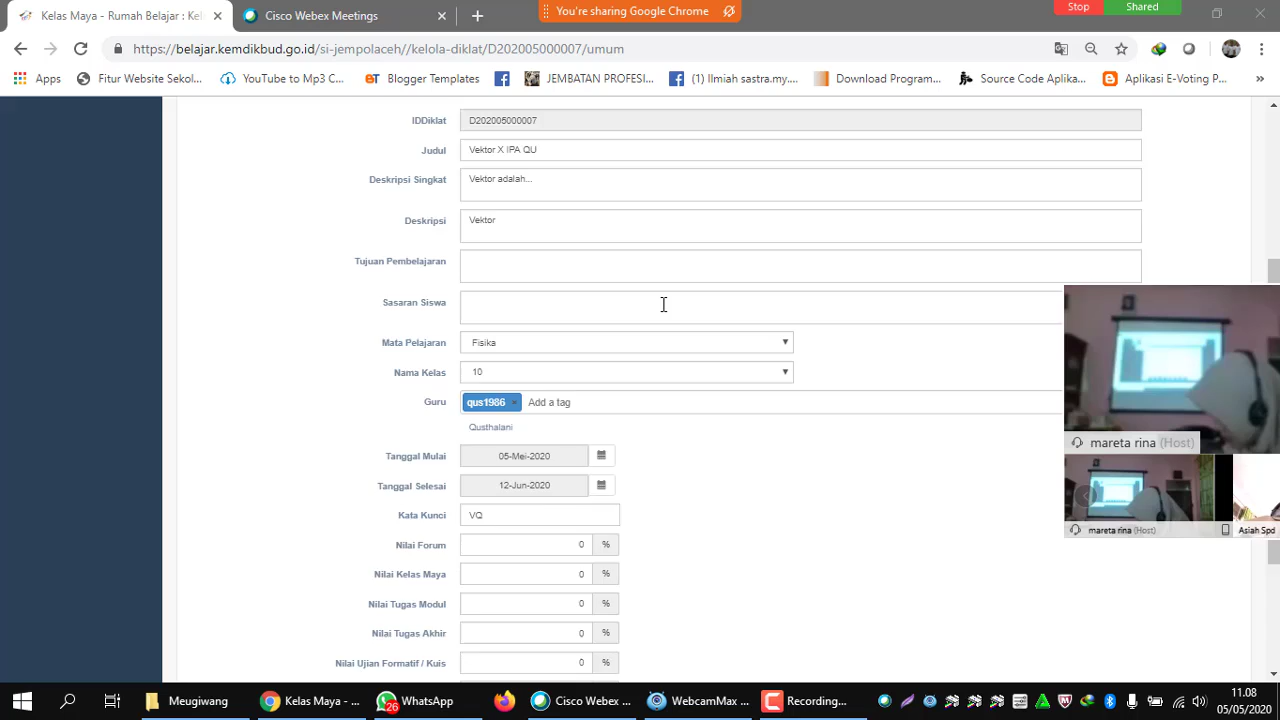 Kelas Maya - Rumah Belajar : Kel
Cisco Webex Meetings
You're sharing Google Chrome
Stop
Shared
https://belajar.kemdikbud.go.id/si-jempolaceh//kelola-diklat/D202005000007/umum
Apps
Fitur Website Sekol...
YouTube to Mp3 C...
Blogger Templates
JEMBATAN PROFESI...
(1) Ilmiah sastra.my....
Download Program...
Source Code Aplika...
Aplikasi E-Voting P...
IDDiklat D202005000007
Judul Vektor X IPA QU
Deskripsi Singkat Vektor adalah...
Deskripsi Vektor
Tujuan Pembelajaran
Sasaran Siswa
Mata Pelajaran Fisika
Nama Kelas 10
Guru qus1986 × Add a tag
Qusthalani
Tanggal Mulai 05-Mei-2020
Tanggal Selesai 12-Jun-2020
Kata Kunci VQ
Nilai Forum 0 %
Nilai Kelas Maya 0 %
Nilai Tugas Modul 0 %
Nilai Tugas Akhir 0 %
Nilai Ujian Formatif / Kuis 0 %
mareta rina (Host)
mareta rina (Host)
Asiah Spd
Meugiwang
Kelas Maya - ...
26
WhatsApp
Cisco Webex ...
WebcamMax ...
Recording...
11.08
05/05/2020